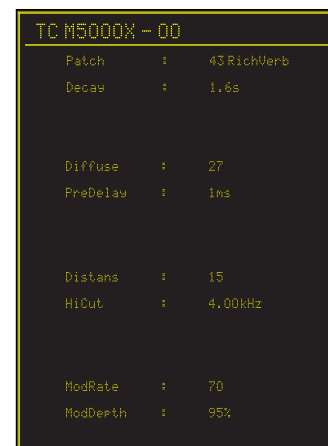 TC M5000X - 00
Patch : 43 RichVerb
Decay : 1.6s
Diffuse : 27
PreDelay : 1ms
Distans : 15
HiCut : 4.00kHz
ModRate : 70
ModDepth : 95%